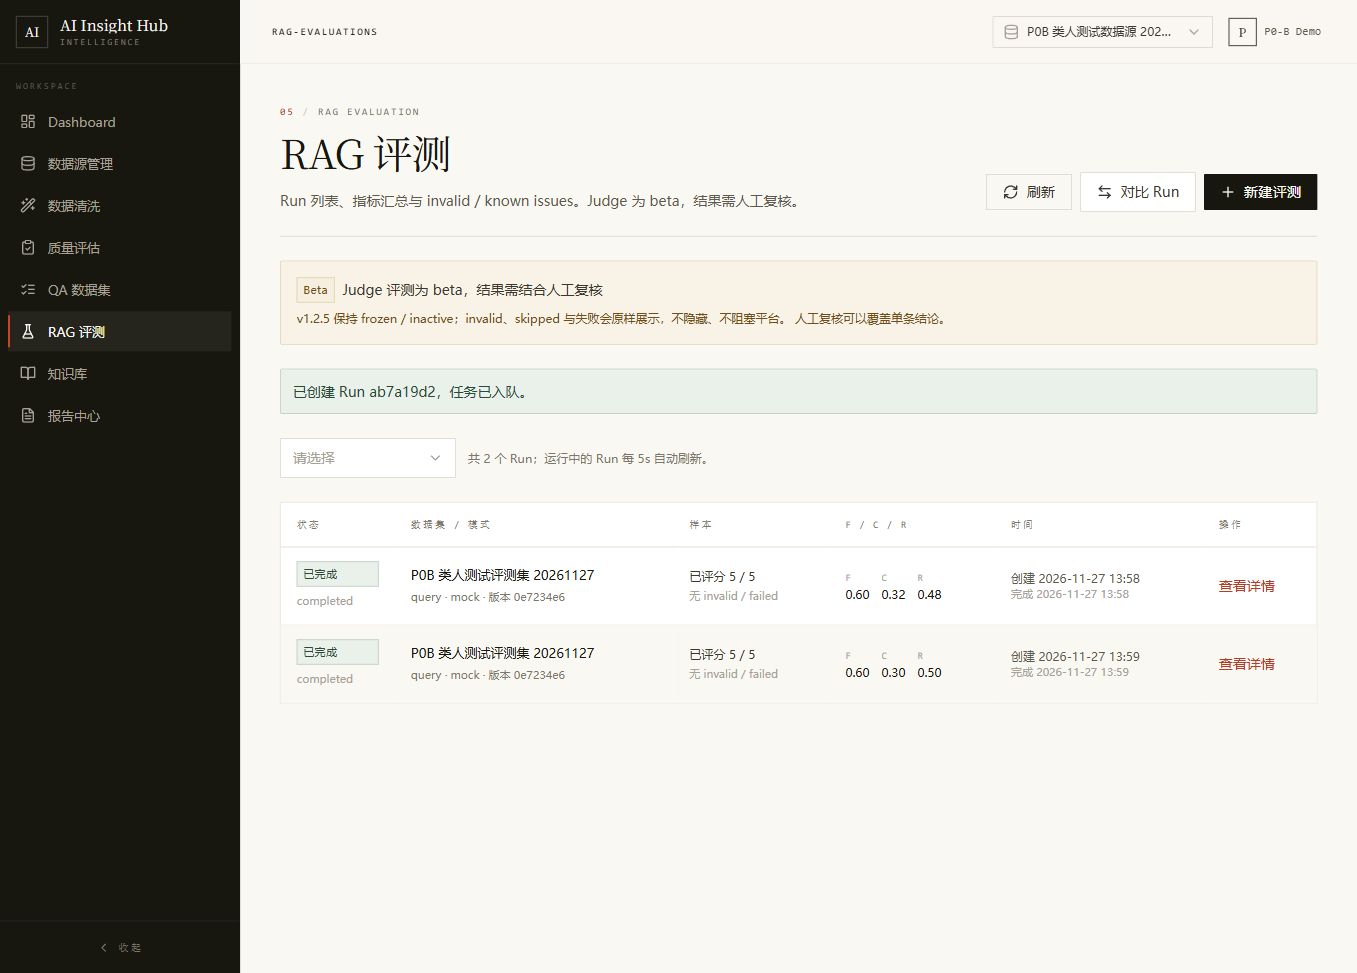 AI
AI Insight Hub
INTELLIGENCE
WORKSPACE
Dashboard
数据源管理
数据清洗
质量评估
QA 数据集
RAG 评测
知识库
报告中心
收起
RAG-EVALUATIONS
P0B 类人测试数据源 202...
P
P0-B Demo
05 / RAG EVALUATION
RAG 评测
Run 列表、指标汇总与 invalid / known issues。Judge 为 beta，结果需人工复核。
刷新
对比 Run
新建评测
Beta Judge 评测为 beta，结果需结合人工复核
v1.2.5 保持 frozen / inactive；invalid、skipped 与失败会原样展示，不隐藏、不阻塞平台。 人工复核可以覆盖单条结论。
已创建 Run ab7a19d2，任务已入队。
请选择
共 2 个 Run；运行中的 Run 每 5s 自动刷新。
状态 数据集 / 模式 样本 F / C / R 时间 操作
已完成
completed
P0B 类人测试评测集 20261127
query · mock · 版本 0e7234e6
已评分 5 / 5
无 invalid / failed
F C R
0.60 0.32 0.48
创建 2026-11-27 13:58
完成 2026-11-27 13:58
查看详情
已完成
completed
P0B 类人测试评测集 20261127
query · mock · 版本 0e7234e6
已评分 5 / 5
无 invalid / failed
F C R
0.60 0.30 0.50
创建 2026-11-27 13:59
完成 2026-11-27 13:59
查看详情